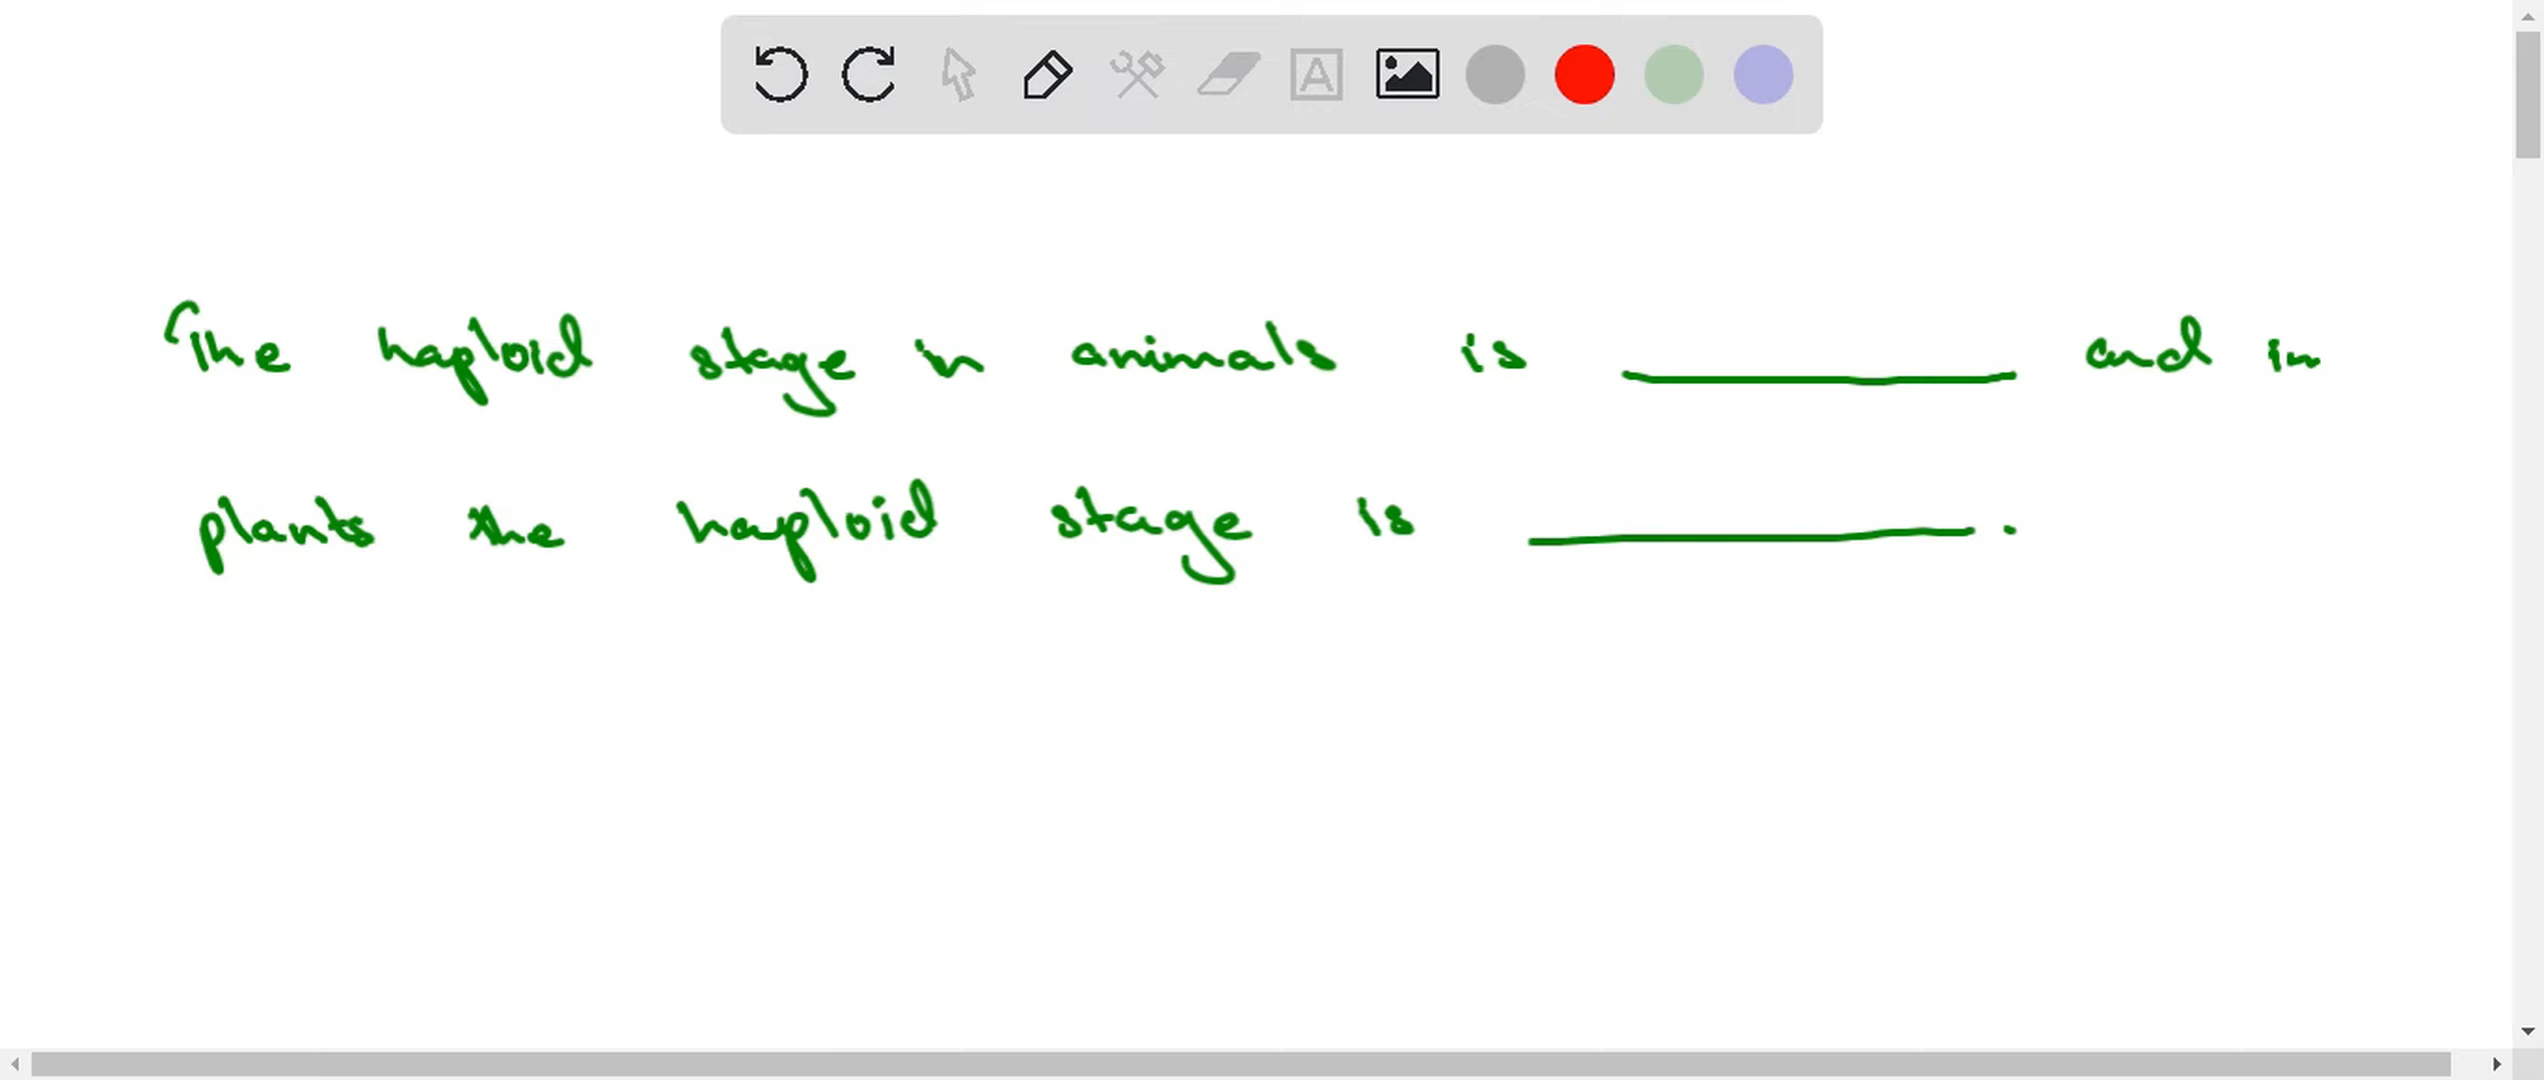 The haploid stage in animals is ________ and in
plants the haploid stage is ________.